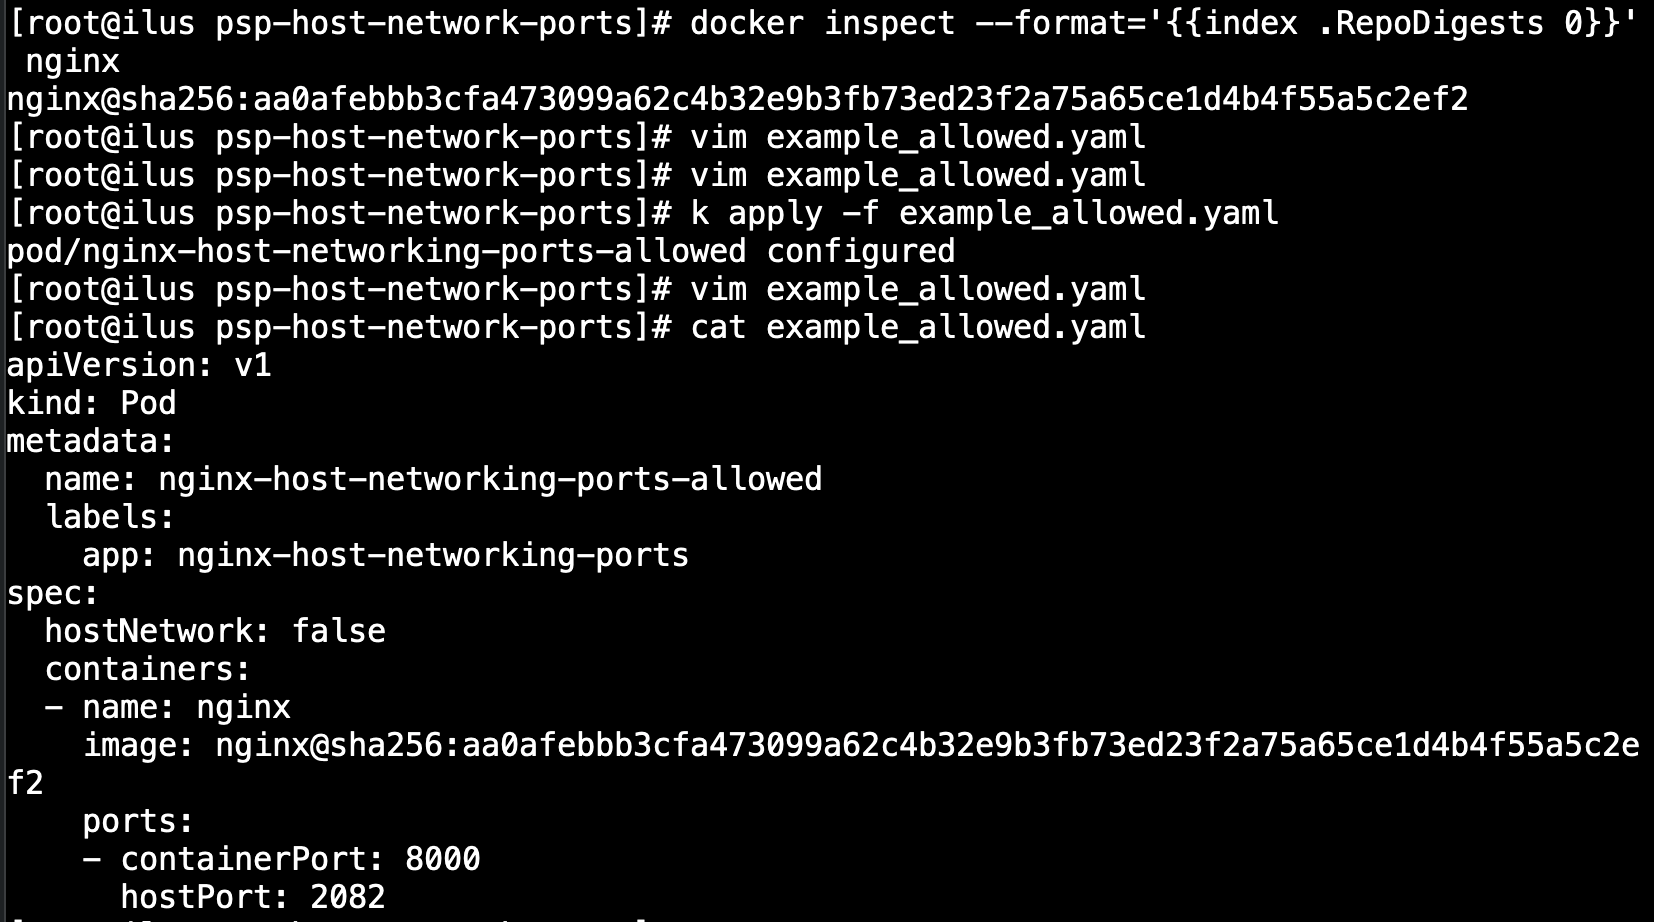 [root@ilus psp-host-network-ports]# docker inspect --format='{{index .RepoDigests 0}}'
 nginx
nginx@sha256:aa0afebbb3cfa473099a62c4b32e9b3fb73ed23f2a75a65ce1d4b4f55a5c2ef2
[root@ilus psp-host-network-ports]# vim example_allowed.yaml
[root@ilus psp-host-network-ports]# vim example_allowed.yaml
[root@ilus psp-host-network-ports]# k apply -f example_allowed.yaml
pod/nginx-host-networking-ports-allowed configured
[root@ilus psp-host-network-ports]# vim example_allowed.yaml
[root@ilus psp-host-network-ports]# cat example_allowed.yaml
apiVersion: v1
kind: Pod
metadata:
  name: nginx-host-networking-ports-allowed
  labels:
    app: nginx-host-networking-ports
spec:
  hostNetwork: false
  containers:
  - name: nginx
    image: nginx@sha256:aa0afebbb3cfa473099a62c4b32e9b3fb73ed23f2a75a65ce1d4b4f55a5c2e
f2
    ports:
    - containerPort: 8000
      hostPort: 2082